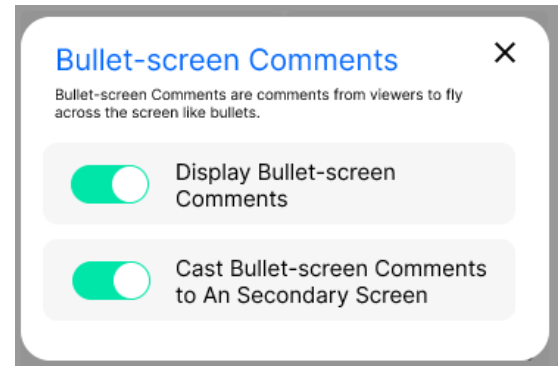 Bullet-screen Comments
Bullet-screen Comments are comments from viewers to fly
across the screen like bullets.
Display Bullet-screen
Comments
Cast Bullet-screen Comments
to An Secondary Screen